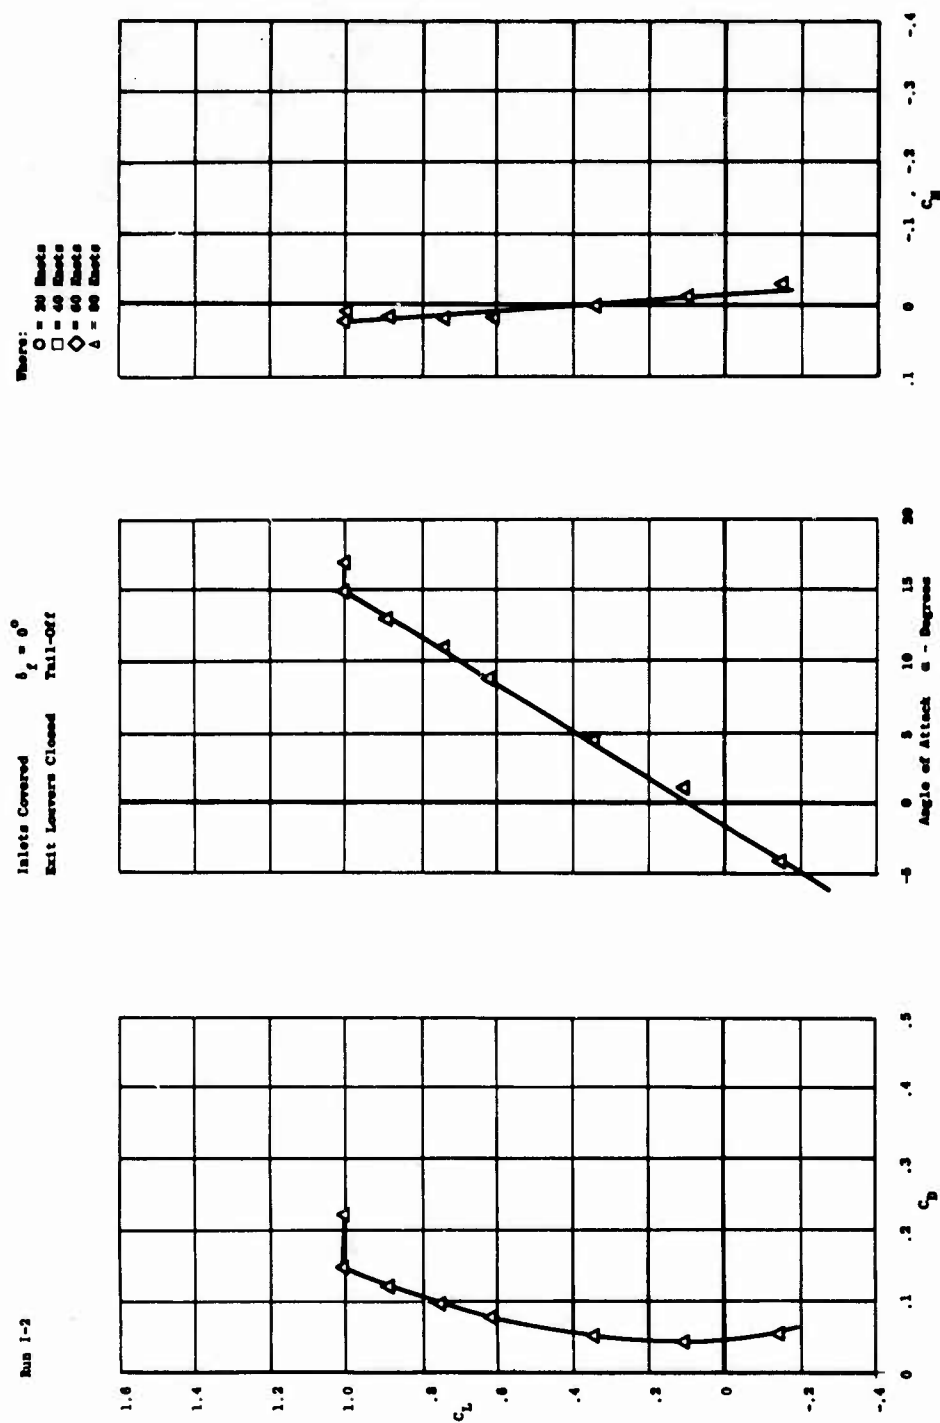 Run 1-2
Inlets Covered δf = 0°
Exit Louvers Closed Tail-Off
Where:
O = 20 Knots
□ = 40 Knots
◇ = 60 Knots
△ = 80 Knots
1.6
1.4
1.2
1.0
.8
.6
.4
.2
0
-.2
-.4
CL
0
.1
.2
.3
.4
.5
CD
-5
0
5
10
15
20
Angle of Attack α - Degrees
.1
0
-.1
-.2
-.3
-.4
CM